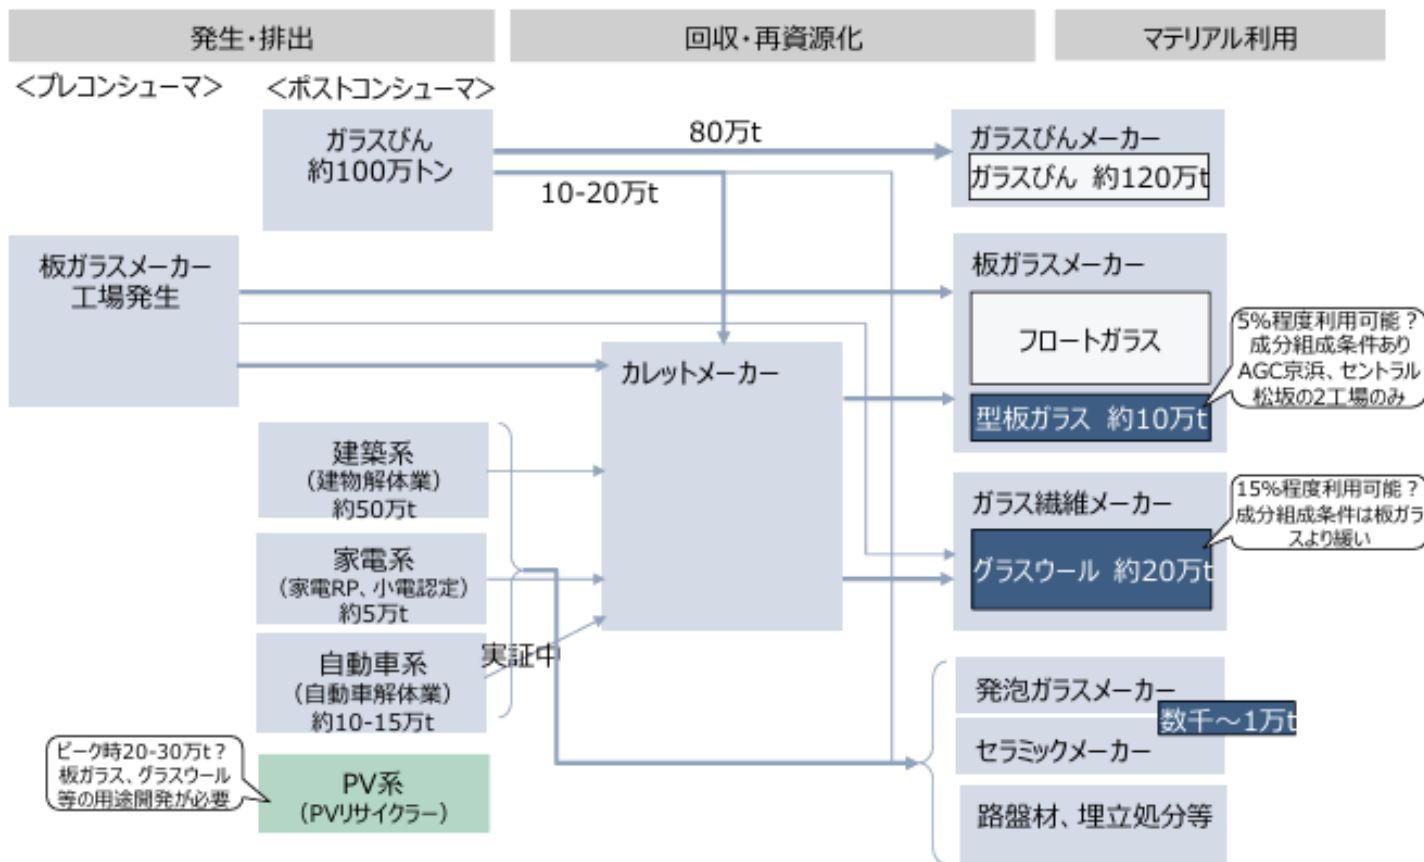 発生・排出
回収・再資源化
マテリアル利用
＜プレコンシューマ＞
＜ポストコンシューマ＞
ガラスびん
約100万トン
80万t
10-20万t
ガラスびんメーカー
ガラスびん 約120万t
板ガラスメーカー
工場発生
板ガラスメーカー
フロートガラス
型板ガラス 約10万t
5%程度利用可能？
成分組成条件あり
AGC京浜、セントラル
松坂の2工場のみ
カレットメーカー
建築系
（建物解体業）
約50万t
家電系
（家電RP、小電認定）
約5万t
自動車系
（自動車解体業）
約10-15万t
実証中
ガラス繊維メーカー
グラスウール 約20万t
15%程度利用可能？
成分組成条件は板ガラ
スより緩い
発泡ガラスメーカー
数千～1万t
セラミックメーカー
路盤材、埋立処分等
ピーク時20-30万t？
板ガラス、グラスウール
等の用途開発が必要
PV系
（PVリサイクラー）